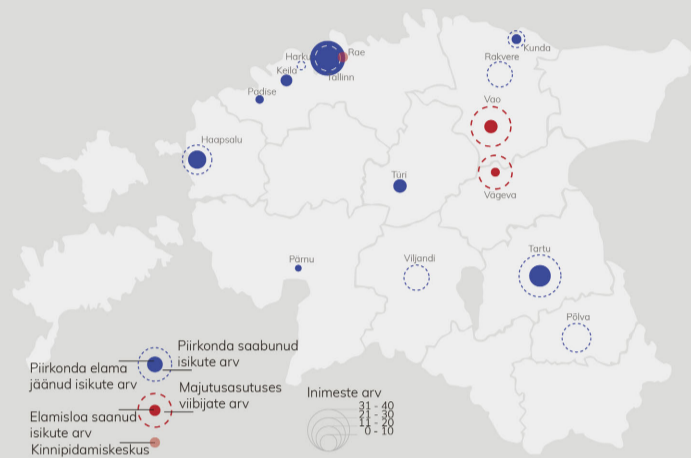 Kunda
Harku
Rae
Rakvere
Tallinn
Keila
Padise
Vao
Haapsalu
Türi
Vägeva
Pärnu
Viljandi
Tartu
Põlva
Piirkonda saabunud
isikute arv
Piirkonda elama
jäänud isikute arv
Majutusasutuses
viibijate arv
Elamisloa saanud
isikute arv
Kinnipidamiskeskus
Inimeste arv
31 - 40
21 - 30
11 - 20
0 - 10